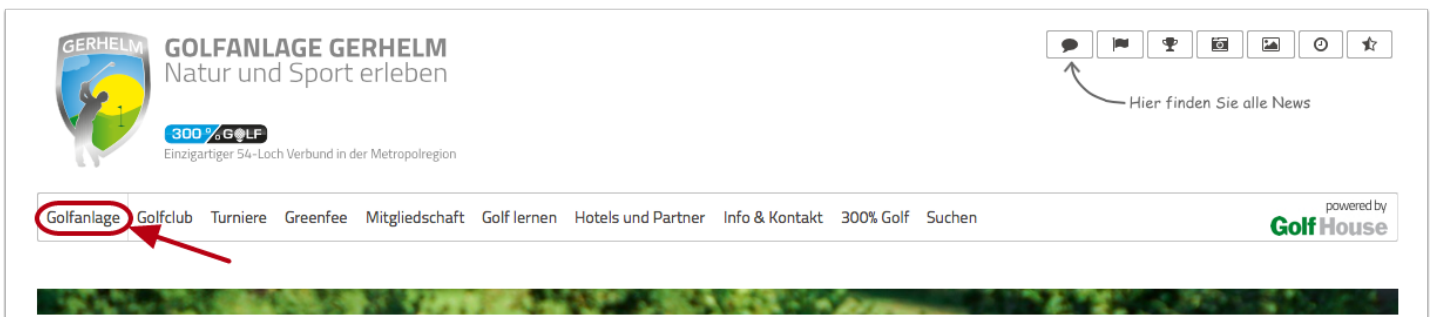 GERHELM
GOLFANLAGE GERHELM
Natur und Sport erleben
300% GOLF
Einzigartiger 54-Loch Verbund in der Metropolregion
Hier finden Sie alle News
Golfanlage Golfclub Turniere Greenfee Mitgliedschaft Golf lernen Hotels und Partner Info & Kontakt 300% Golf Suchen
powered by
GolfHouse